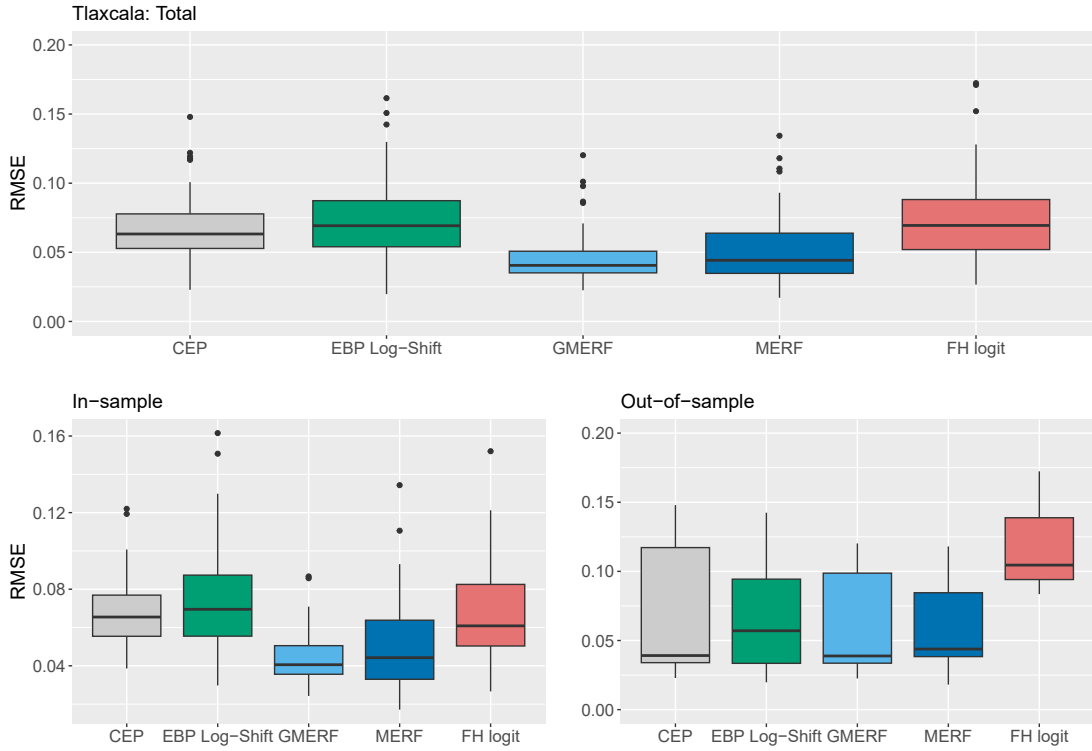 Tlaxcala: Total
0.20
0.15
0.10
0.05
0.00
RMSE
CEP EBP Log−Shift GMERF MERF FH logit
In−sample
0.16
0.12
0.08
0.04
RMSE
CEP EBP Log−Shift GMERF MERF FH logit
Out−of−sample
0.20
0.15
0.10
0.05
0.00
CEP EBP Log−Shift GMERF MERF FH logit